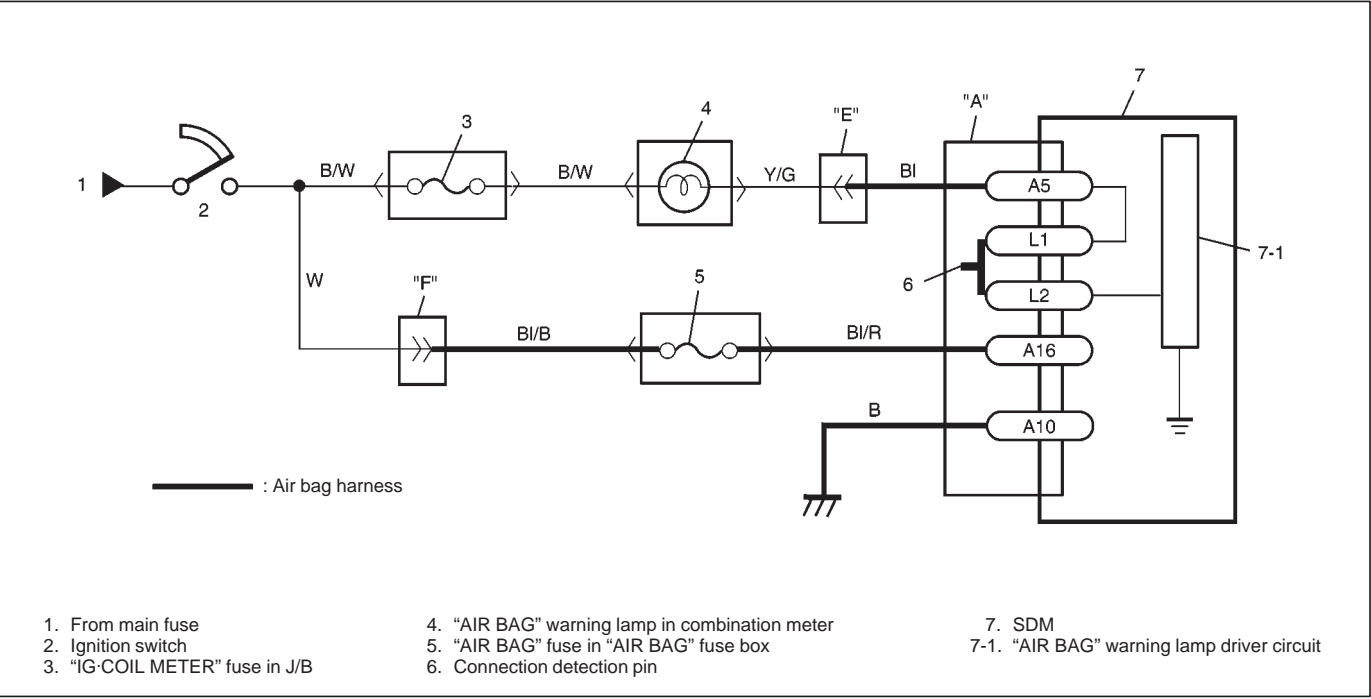 7
"A"
4
"E"
3
1
B/W
B/W
Y/G
Bl
A5
2
L1
7-1
6
L2
W
"F"
5
Bl/B
Bl/R
A16
B
A10
: Air bag harness
1. From main fuse
2. Ignition switch
3. “IG·COIL METER” fuse in J/B
4. “AIR BAG” warning lamp in combination meter
5. “AIR BAG” fuse in “AIR BAG” fuse box
6. Connection detection pin
7. SDM
7-1. “AIR BAG” warning lamp driver circuit